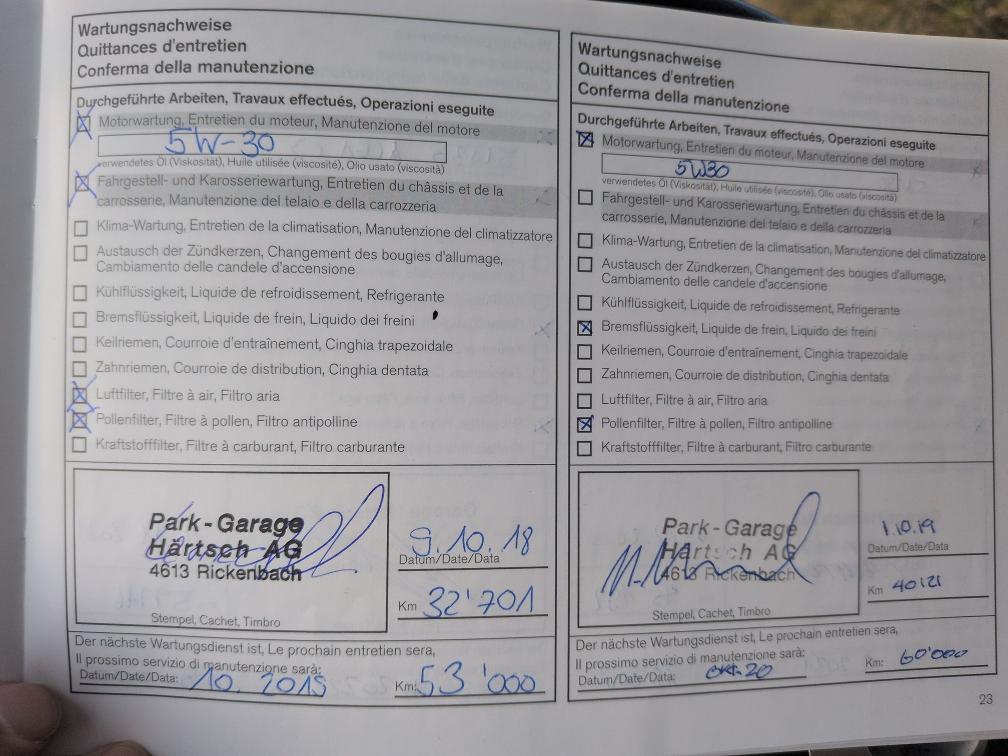 Wartungsnachweise
Quittances d'entretien
Conferma della manutenzione
Durchgeführte Arbeiten, Travaux effectués, Operazioni eseguite
Motorwartung, Entretien du moteur, Manutenzione del motore
5W-30
verwendetes Öl (Viskosität), Huile utilisée (viscosité), Olio usato (viscosità)
Fahrgestell- und Karosseriewartung, Entretien du châssis et de la
carrosserie, Manutenzione del telaio e della carrozzeria
Klima-Wartung, Entretien de la climatisation, Manutenzione del climatizzatore
Austausch der Zündkerzen, Changement des bougies d'allumage,
Cambiamento delle candele d'accensione
Kühlflüssigkeit, Liquide de refroidissement, Refrigerante
Bremsflüssigkeit, Liquide de frein, Liquido dei freini
Keilriemen, Courroie d'entraînement, Cinghia trapezoidale
Zahnriemen, Courroie de distribution, Cinghia dentata
Luftfilter, Filtre à air, Filtro aria
Pollenfilter, Filtre à pollen, Filtro antipolline
Kraftstofffilter, Filtre à carburant, Filtro carburante
Park-Garage
Härtsch AG
4613 Rickenbach
Stempel, Cachet, Timbro
9.10.18
Datum/Date/Data
Km 32'701
Der nächste Wartungsdienst ist, Le prochain entretien sera,
Il prossimo servizio di manutenzione sarà:
Datum/Date/Data: 10. 2019 Km: 53'000
Wartungsnachweise
Quittances d'entretien
Conferma della manutenzione
Durchgeführte Arbeiten, Travaux effectués, Operazioni eseguite
Motorwartung, Entretien du moteur, Manutenzione del motore
5W30
verwendetes Öl (Viskosität), Huile utilisée (viscosité), Olio usato (viscosità)
Fahrgestell- und Karosseriewartung, Entretien du châssis et de la
carrosserie, Manutenzione del telaio e della carrozzeria
Klima-Wartung, Entretien de la climatisation, Manutenzione del climatizzatore
Austausch der Zündkerzen, Changement des bougies d'allumage,
Cambiamento delle candele d'accensione
Kühlflüssigkeit, Liquide de refroidissement, Refrigerante
Bremsflüssigkeit, Liquide de frein, Liquido dei freini
Keilriemen, Courroie d'entraînement, Cinghia trapezoidale
Zahnriemen, Courroie de distribution, Cinghia dentata
Luftfilter, Filtre à air, Filtro aria
Pollenfilter, Filtre à pollen, Filtro antipolline
Kraftstofffilter, Filtre à carburant, Filtro carburante
Park-Garage
Härtsch AG
4613 Rickenbach
Stempel, Cachet, Timbro
1.10.19
Datum/Date/Data
Km 40121
Der nächste Wartungsdienst ist, Le prochain entretien sera,
Il prossimo servizio di manutenzione sarà:
Datum/Date/Data: Okt. 20 Km: 60'000
23